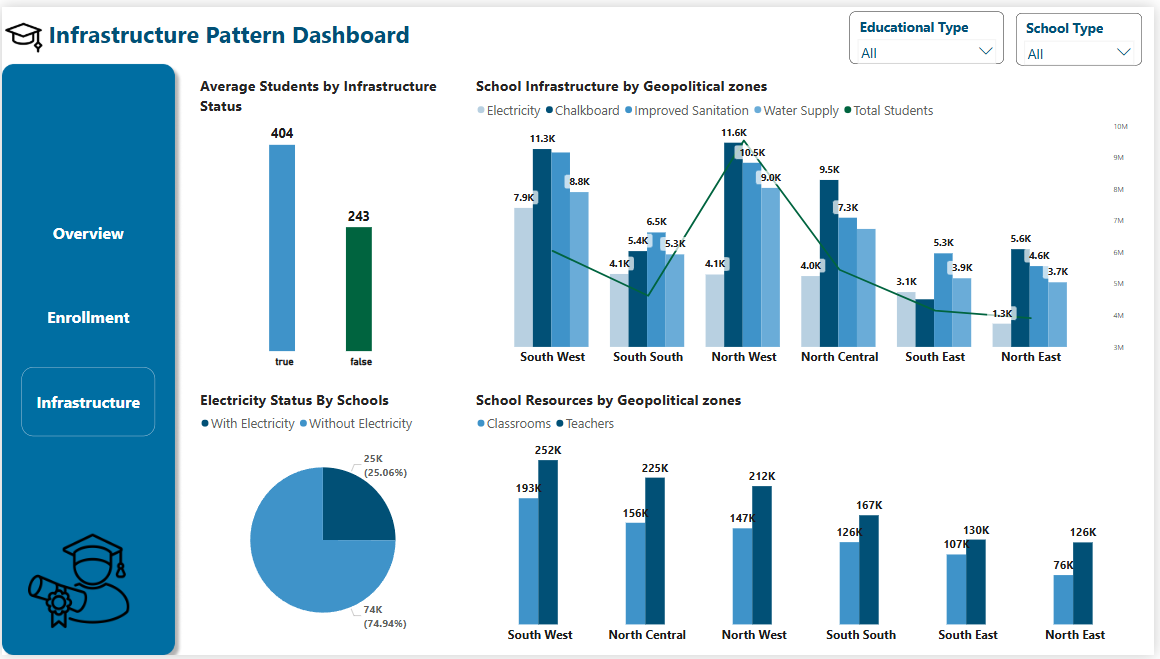 Infrastructure Pattern Dashboard
Educational Type
All
School Type
All
Overview
Enrollment
Infrastructure
Average Students by Infrastructure
Status
404
243
true
false
School Infrastructure by Geopolitical zones
Electricity Chalkboard Improved Sanitation Water Supply Total Students
10M
9M
8M
7M
6M
5M
4M
3M
7.9K
11.3K
8.8K
4.1K
5.4K
6.5K
5.3K
4.1K
11.6K
10.5K
9.0K
4.0K
9.5K
7.3K
3.1K
5.3K
3.9K
1.3K
5.6K
4.6K
3.7K
South West
South South
North West
North Central
South East
North East
Electricity Status By Schools
With Electricity Without Electricity
25K
(25.06%)
74K
(74.94%)
School Resources by Geopolitical zones
Classrooms Teachers
193K
252K
156K
225K
147K
212K
126K
167K
107K
130K
76K
126K
South West
North Central
North West
South South
South East
North East